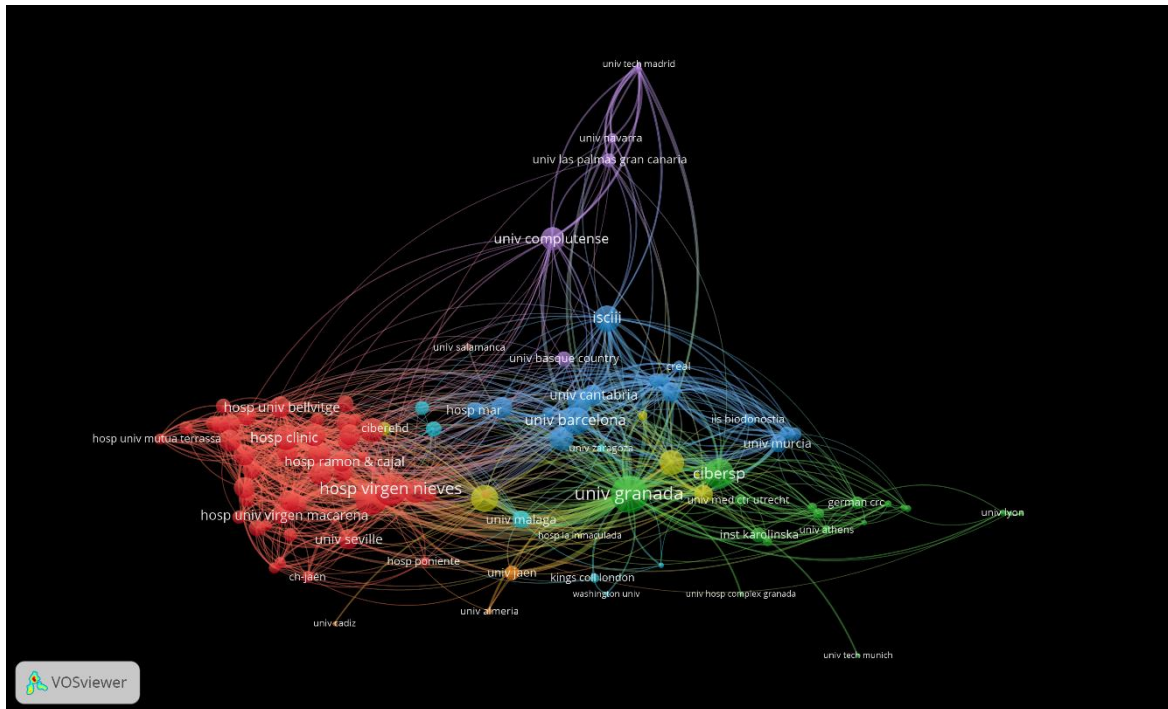 univ tech madrid
univ navarra
univ las palmas gran canaria
univ complutense
isciii
univ salamanca
univ basque country
creal
univ cantabria
hosp univ bellvitge
hosp mar
univ barcelona
iis biodonostia
hosp univ mutua terrassa
hosp clinic
ciberehd
univ murcia
univ zaragoza
hosp ramon & cajal
cibersp
hosp virgen nieves
univ granada
univ med ctr utrecht
german crc
univ lyon
hosp univ virgen macarena
univ malaga
univ athens
hosp la inmaculada
inst karolinska
univ seville
hosp poniente
ch-jaén
univ jaen
kings coll london
washington univ
univ hosp complex granada
univ almeria
univ cadiz
univ tech munich
VOSviewer